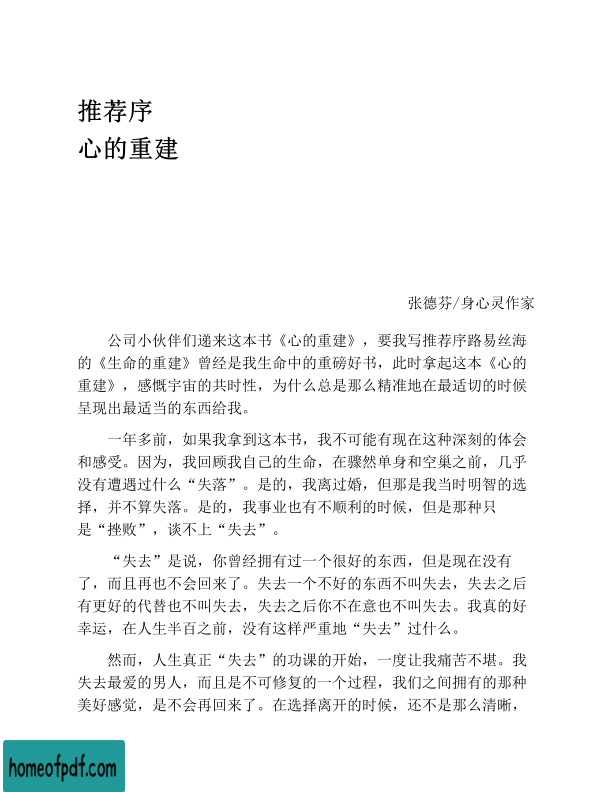 推荐序
心的重建
张德芬/身心灵作家
公司小伙伴们递来这本书《心的重建》，要我写推荐序路易丝海
的《生命的重建》曾经是我生命中的重磅好书，此时拿起这本《心的
重建》，感慨宇宙的共时性，为什么总是那么精准地在最适切的时候
呈现出最适当的东西给我。
一年多前，如果我拿到这本书，我不可能有现在这种深刻的体会
和感受。因为，我回顾我自己的生命，在骤然单身和空巢之前，几乎
没有遭遇过什么“失落”。是的，我离过婚，但那是我当时明智的选
择，并不算失落。是的，我事业也有不顺利的时候，但是那种只
是“挫败”，谈不上“失去”。
“失去”是说，你曾经拥有过一个很好的东西，但是现在没有
了，而且再也不会回来了。失去一个不好的东西不叫失去，失去之后
有更好的代替也不叫失去，失去之后你不在意也不叫失去。我真的好
幸运，在人生半百之前，没有这样严重地“失去”过什么。
然而，人生真正“失去”的功课的开始，一度让我痛苦不堪。我
失去最爱的男人，而且是不可修复的一个过程，我们之间拥有的那种
美好感觉，是不会再回来了。在选择离开的时候，还不是那么清晰，
homeofpdf.com